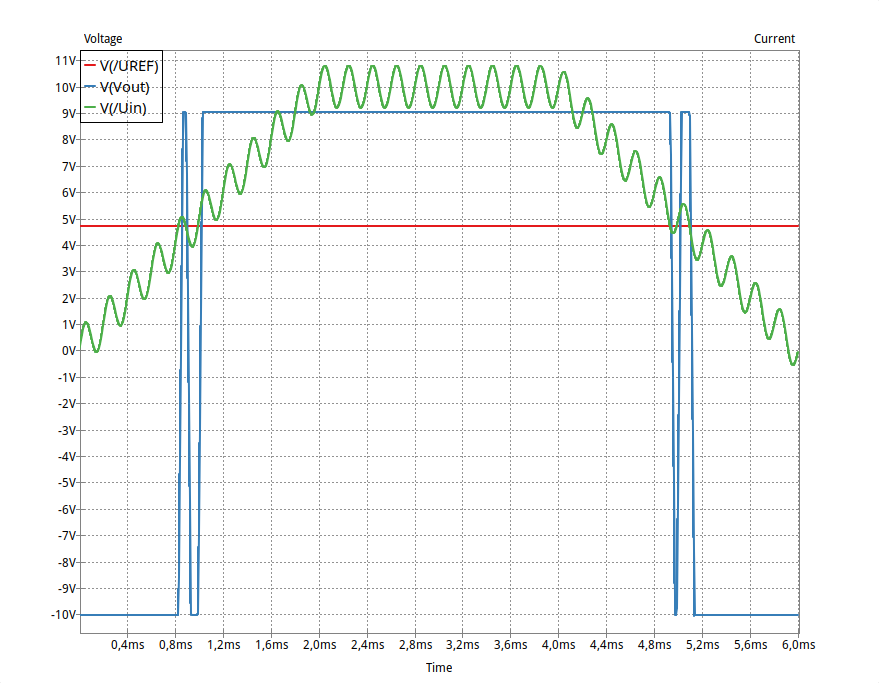 Voltage
Current
V(/UREF)
V(Vout)
V(/Uin)
11V
10V
9V
8V
7V
6V
5V
4V
3V
2V
1V
0V
-1V
-2V
-3V
-4V
-5V
-6V
-7V
-8V
-9V
-10V
0,4ms 0,8ms 1,2ms 1,6ms 2,0ms 2,4ms 2,8ms 3,2ms 3,6ms 4,0ms 4,4ms 4,8ms 5,2ms 5,6ms 6,0ms
Time